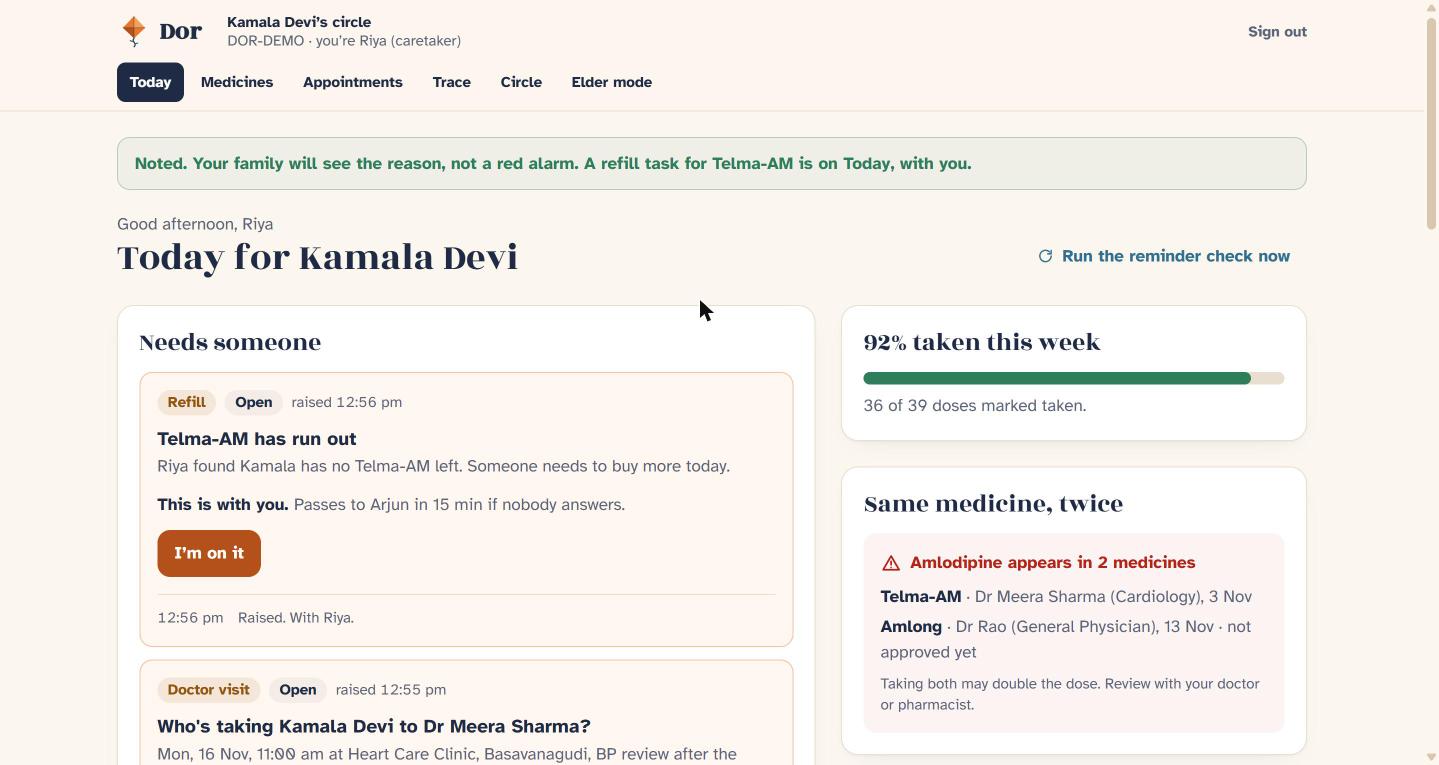 Dor
Kamala Devi’s circle
DOR-DEMO · you’re Riya (caretaker)
Sign out
Today
Medicines
Appointments
Trace
Circle
Elder mode
Noted. Your family will see the reason, not a red alarm. A refill task for Telma-AM is on Today, with you.
Good afternoon, Riya
Today for Kamala Devi
Run the reminder check now
Needs someone
Refill Open raised 12:56 pm
Telma-AM has run out
Riya found Kamala has no Telma-AM left. Someone needs to buy more today.
This is with you. Passes to Arjun in 15 min if nobody answers.
I’m on it
12:56 pm Raised. With Riya.
Doctor visit Open raised 12:55 pm
Who's taking Kamala Devi to Dr Meera Sharma?
Mon, 16 Nov, 11:00 am at Heart Care Clinic, Basavanagudi, BP review after the
92% taken this week
36 of 39 doses marked taken.
Same medicine, twice
Amlodipine appears in 2 medicines
Telma-AM · Dr Meera Sharma (Cardiology), 3 Nov
Amlong · Dr Rao (General Physician), 13 Nov · not
approved yet
Taking both may double the dose. Review with your doctor
or pharmacist.